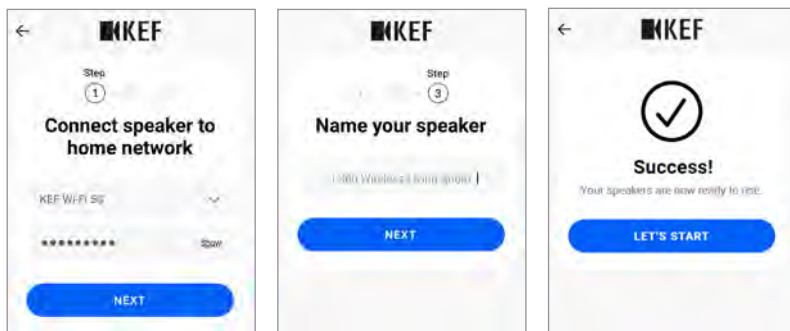 KEF
Step
1
Connect speaker to
home network
KEF Wi-Fi 5G
*********
Show
NEXT
KEF
Step
3
Name your speaker
Wireless
NEXT
KEF
Success!
Your speakers are now ready to use.
LET'S START